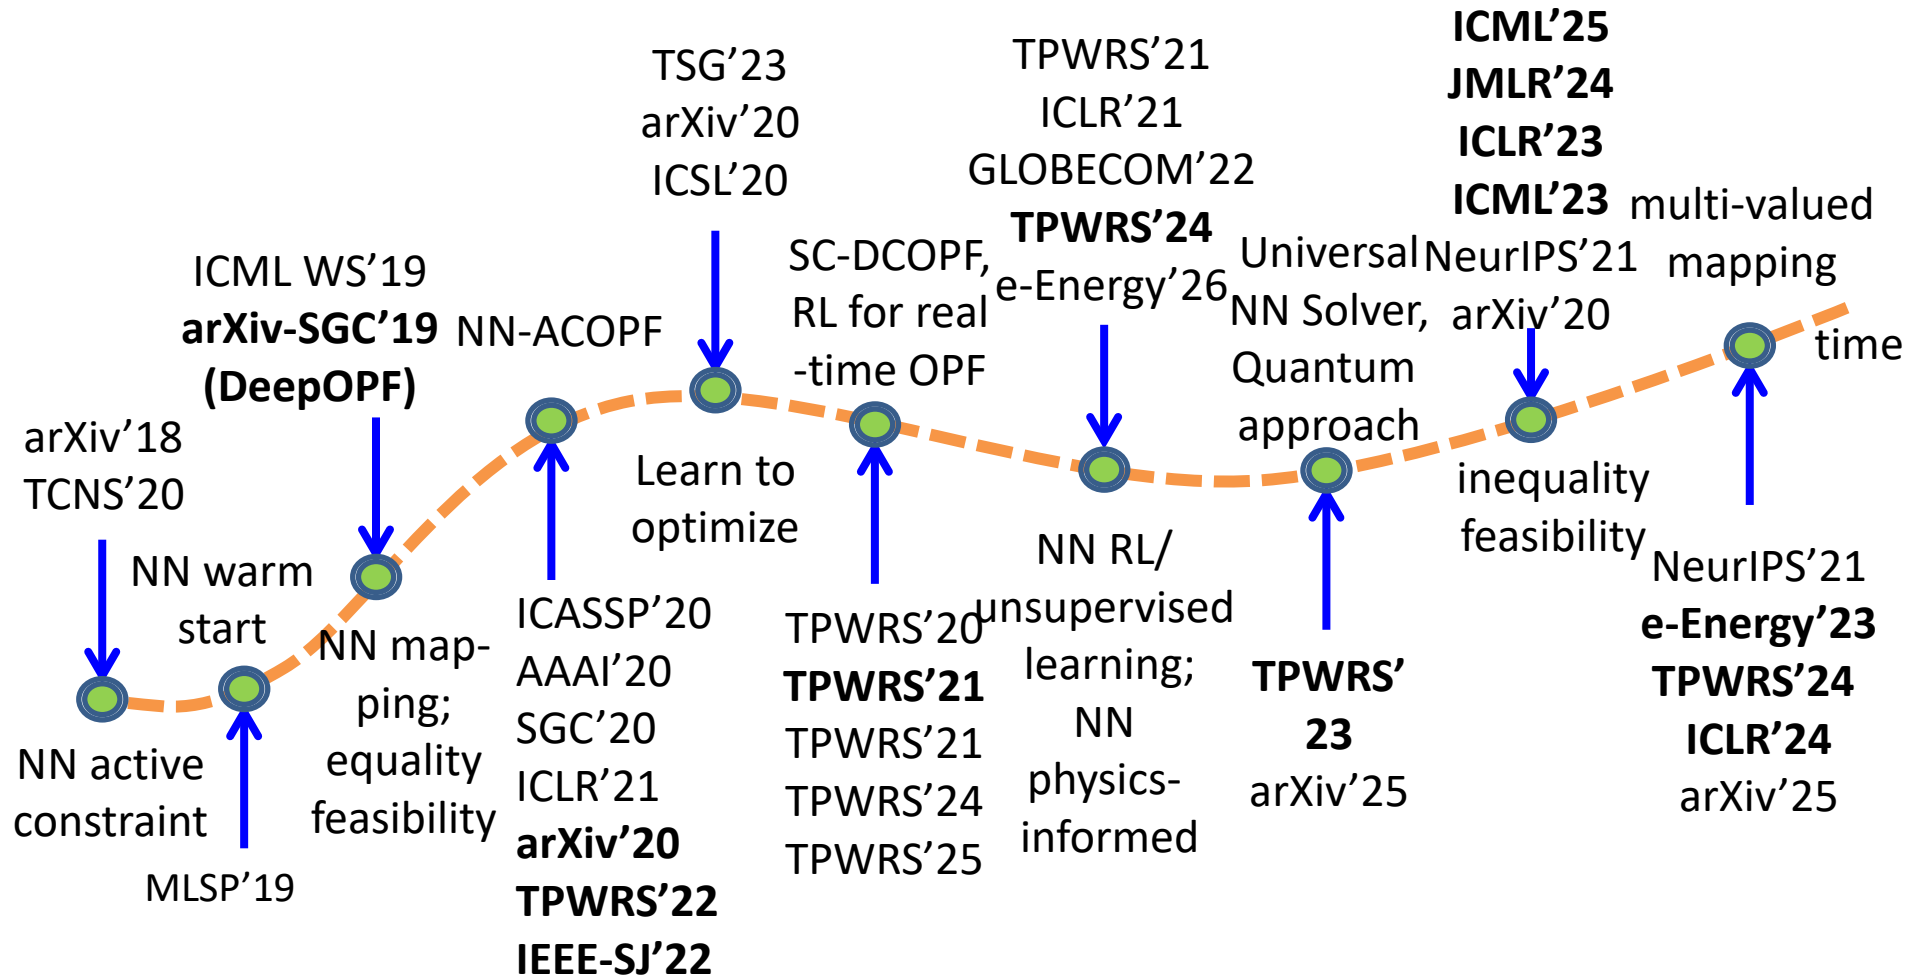 arXiv’18
TCNS’20
NN active
constraint
NN warm
start
MLSP’19
ICML WS’19
arXiv-SGC’19
(DeepOPF)
NN map-
ping;
equality
feasibility
NN-ACOPF
ICASSP’20
AAAI’20
SGC’20
ICLR’21
arXiv’20
TPWRS’22
IEEE-SJ’22
TSG’23
arXiv’20
ICSL’20
Learn to
optimize
SC-DCOPF,
RL for real
-time OPF
TPWRS’20
TPWRS’21
TPWRS’21
TPWRS’24
TPWRS’25
TPWRS’21
ICLR’21
GLOBECOM’22
TPWRS’24
e-Energy’26
NN RL/
unsupervised
learning;
NN
physics-
informed
Universal
NN Solver,
Quantum
approach
TPWRS’
23
arXiv’25
ICML’25
JMLR’24
ICLR’23
ICML’23
NeurIPS’21
arXiv’20
inequality
feasibility
multi-valued
mapping
time
NeurIPS’21
e-Energy’23
TPWRS’24
ICLR’24
arXiv’25